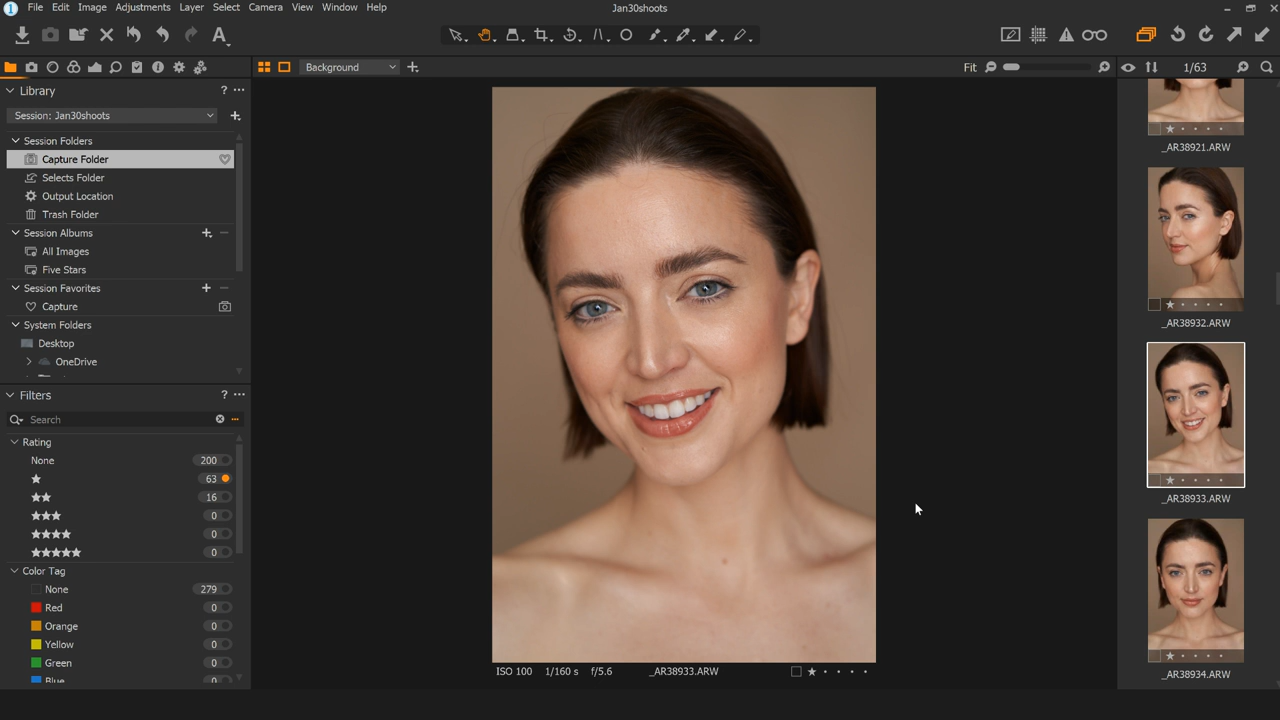 File Edit Image Adjustments Layer Select Camera View Window Help
Jan30shoots
A
Background
Fit
1/63
Library
?
Session: Jan30shoots
Session Folders
Capture Folder
Selects Folder
Output Location
Trash Folder
Session Albums
All Images
Five Stars
Session Favorites
Capture
System Folders
Desktop
OneDrive
Filters
?
Search
Rating
None 200
63
16
0
0
0
Color Tag
None 279
Red 0
Orange 0
Yellow 0
Green 0
Blue 0
ISO 100 1/160 s f/5.6 _AR38933.ARW
_AR38921.ARW
_AR38932.ARW
_AR38933.ARW
_AR38934.ARW